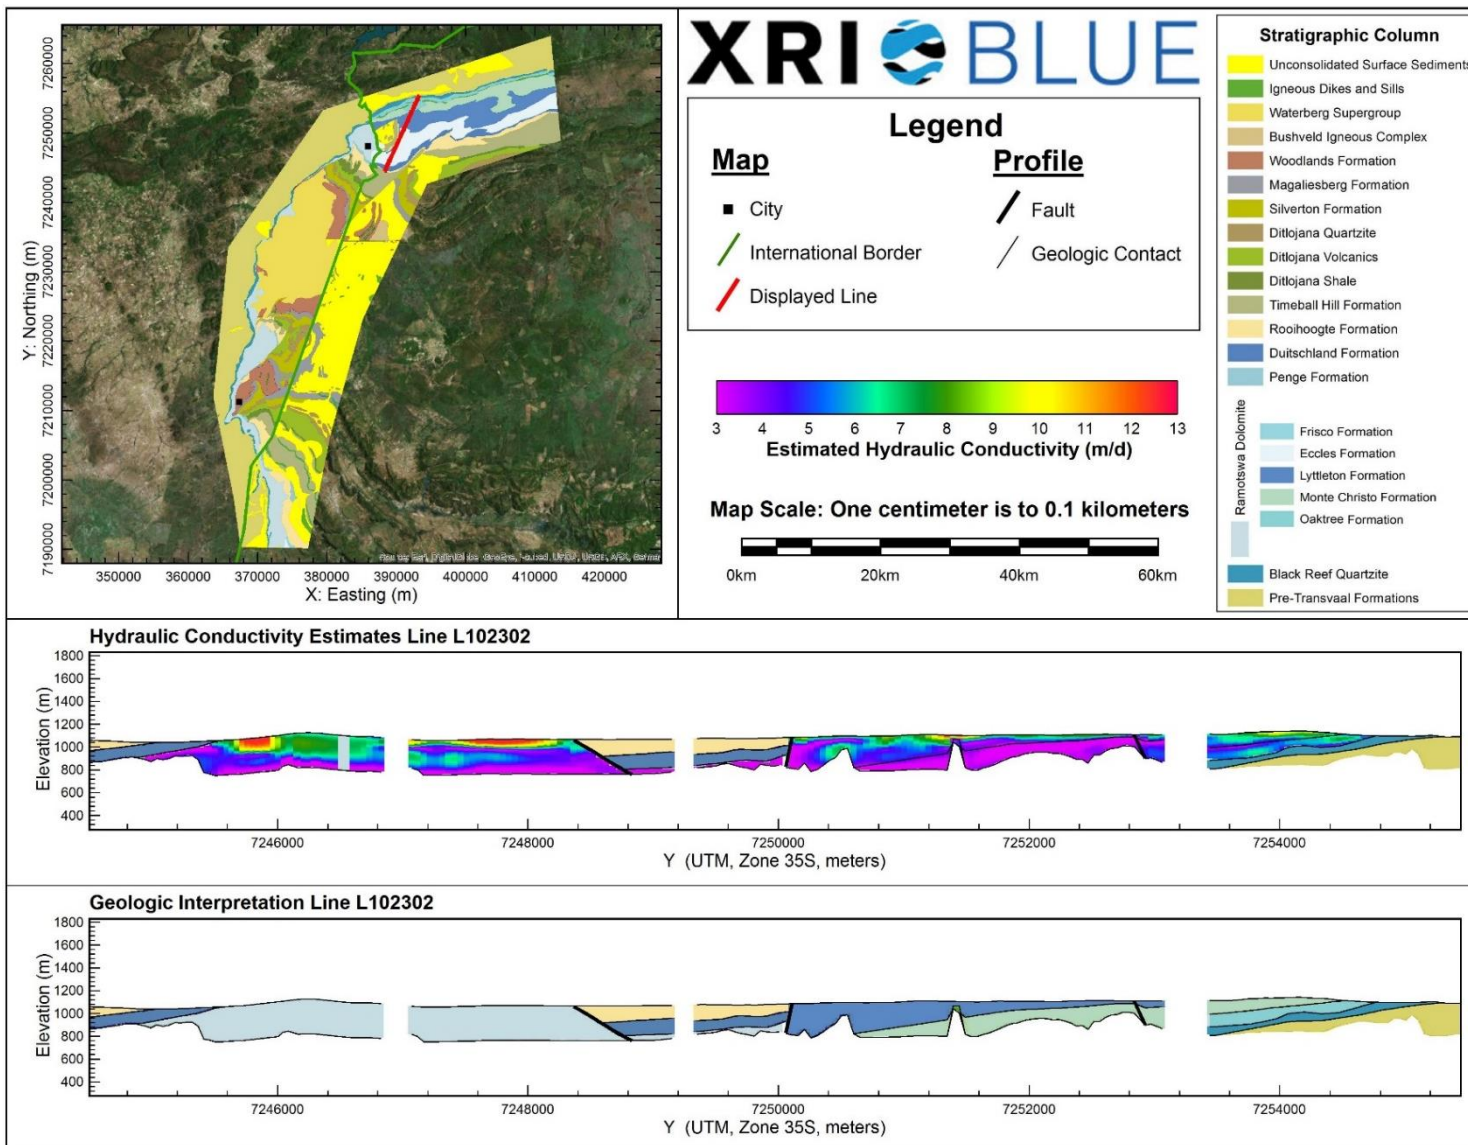 XRI BLUE
Legend
Map
City
International Border
Displayed Line
Profile
Fault
Geologic Contact
3 4 5 6 7 8 9 10 11 12 13
Estimated Hydraulic Conductivity (m/d)
Map Scale: One centimeter is to 0.1 kilometers
0km 20km 40km 60km
Stratigraphic Column
Unconsolidated Surface Sediments
Igneous Dikes and Sills
Waterberg Supergroup
Bushveld Igneous Complex
Woodlands Formation
Magaliesberg Formation
Silverton Formation
Ditlojana Quartzite
Ditlojana Volcanics
Ditlojana Shale
Timeball Hill Formation
Rooihoogte Formation
Duitschland Formation
Penge Formation
Ramotswa Dolomite
Frisco Formation
Eccles Formation
Lyttleton Formation
Monte Christo Formation
Oaktree Formation
Black Reef Quartzite
Pre-Transvaal Formations
Y: Northing (m)
7260000
7250000
7240000
7230000
7220000
7210000
7200000
7190000
350000 360000 370000 380000 390000 400000 410000 420000
X: Easting (m)
Hydraulic Conductivity Estimates Line L102302
Elevation (m)
1800
1600
1400
1200
1000
800
600
400
7246000 7248000 7250000 7252000 7254000
Y (UTM, Zone 35S, meters)
Geologic Interpretation Line L102302
Elevation (m)
1800
1600
1400
1200
1000
800
600
400
7246000 7248000 7250000 7252000 7254000
Y (UTM, Zone 35S, meters)